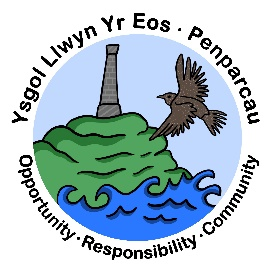 Ysgol Llwyn Yr Eos · Penparcau
Opportunity · Responsibility · Community